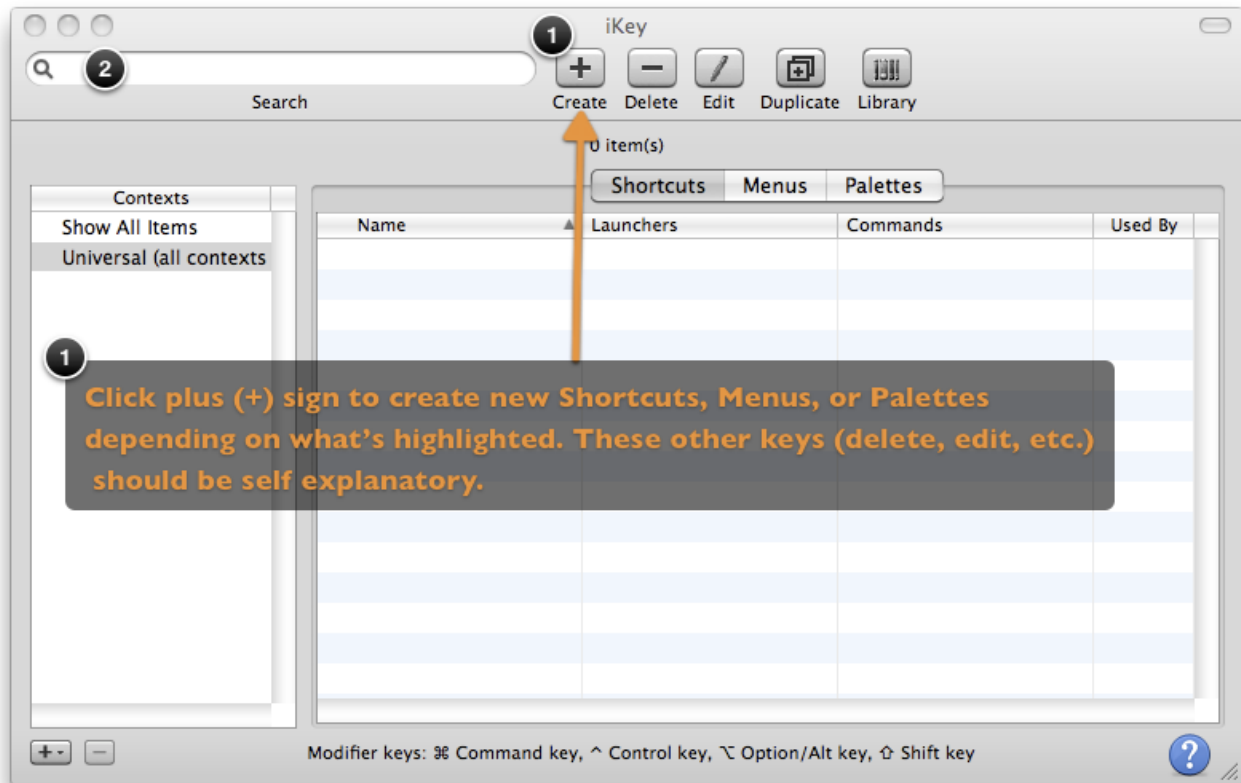 iKey
1
2
Search
Create Delete Edit Duplicate Library
0 item(s)
Shortcuts Menus Palettes
Contexts
Show All Items
Universal (all contexts
Name Launchers Commands Used By
1
Click plus (+) sign to create new Shortcuts, Menus, or Palettes
depending on what's highlighted. These other keys (delete, edit, etc.)
should be self explanatory.
Modifier keys: ⌘ Command key, ^ Control key, ⌥ Option/Alt key, ⇧ Shift key
?